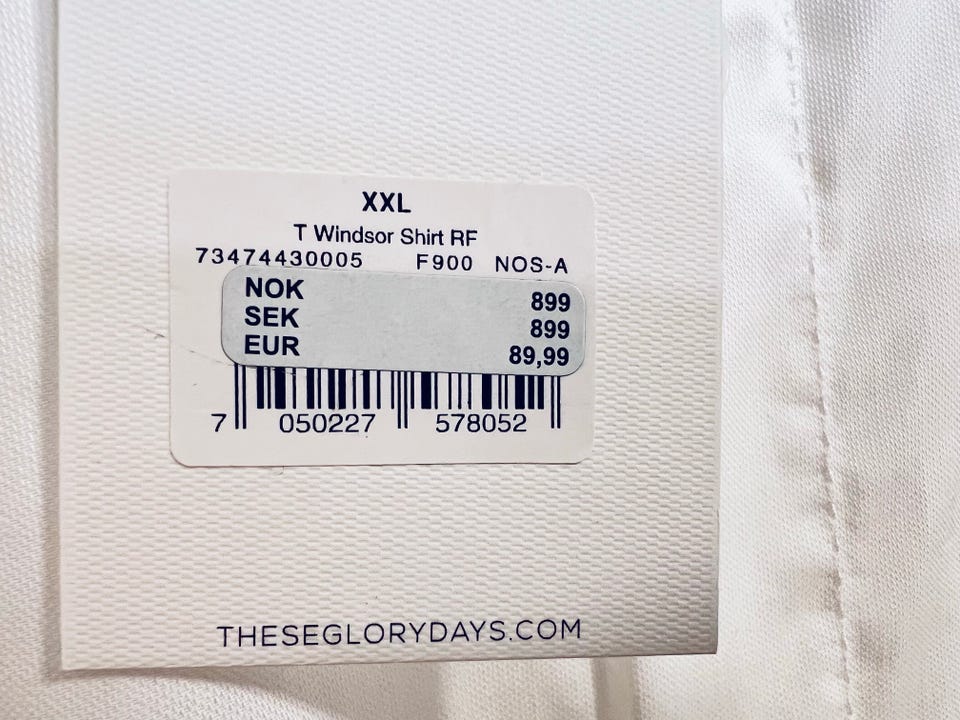 XXL
T Windsor Shirt RF
73474430005 F900 NOS-A
NOK 899
SEK 899
EUR 89,99
7 050227 578052
THESEGLORYDAYS.COM